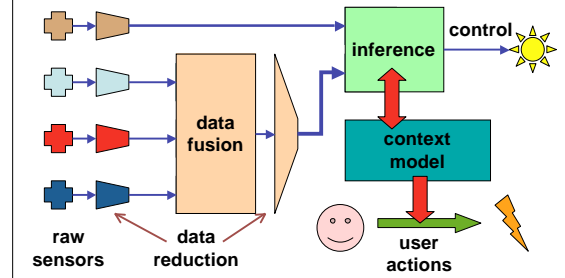 control
inference
data
fusion
context
model
raw
sensors
data
reduction
user
actions